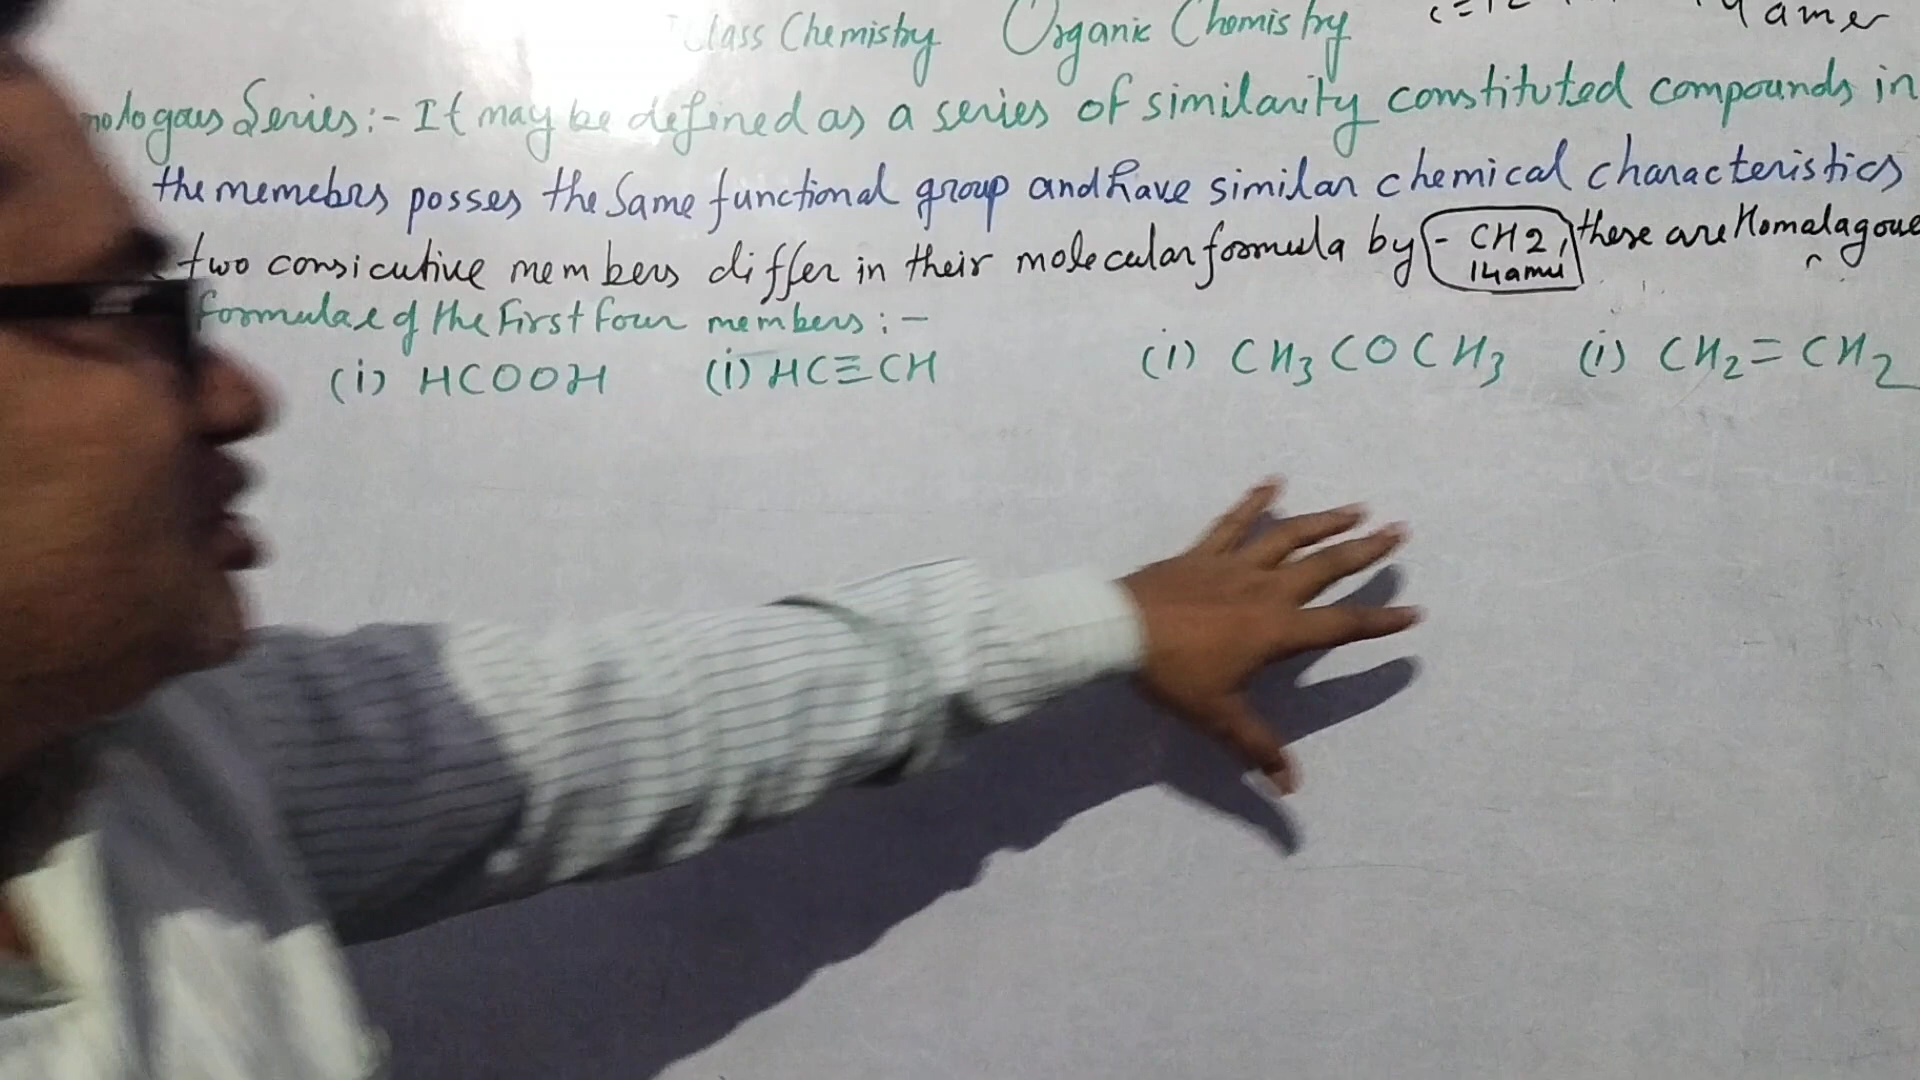 Class Chemistry Organic Chemistry
mologous Series:- It may be defined as a series of similarity constituted compounds in
the memebrs posses the Same functional group and have similar chemical characteristics
two consicutive members differ in their molecular formula by - CH2, these are Homalagous
14amu
formulae of the First four members :-
(i) HCOOH (i) HC≡CH (i) CH3COCH3 (i) CH2=CH2